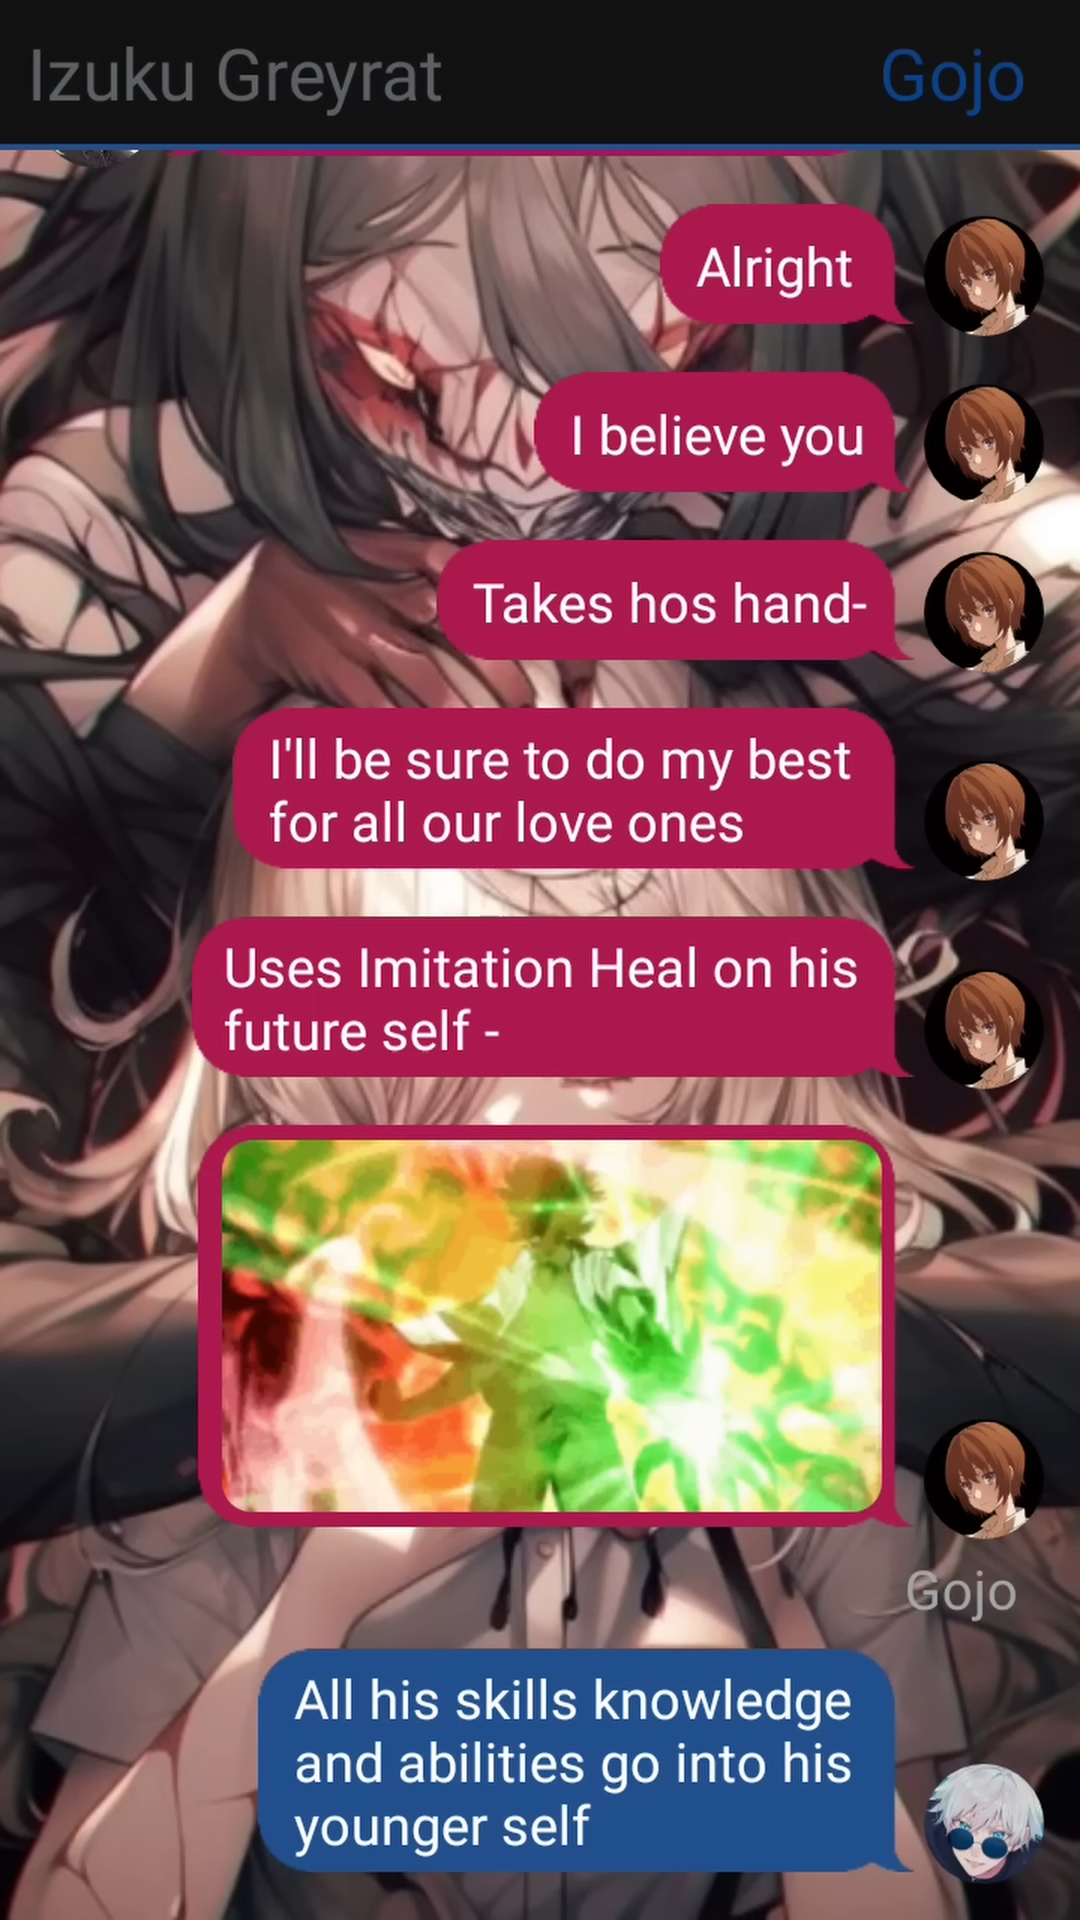 Izuku Greyrat
Gojo
Alright
I believe you
Takes hos hand-
I'll be sure to do my best
for all our love ones
Uses Imitation Heal on his
future self -
Gojo
All his skills knowledge
and abilities go into his
younger self